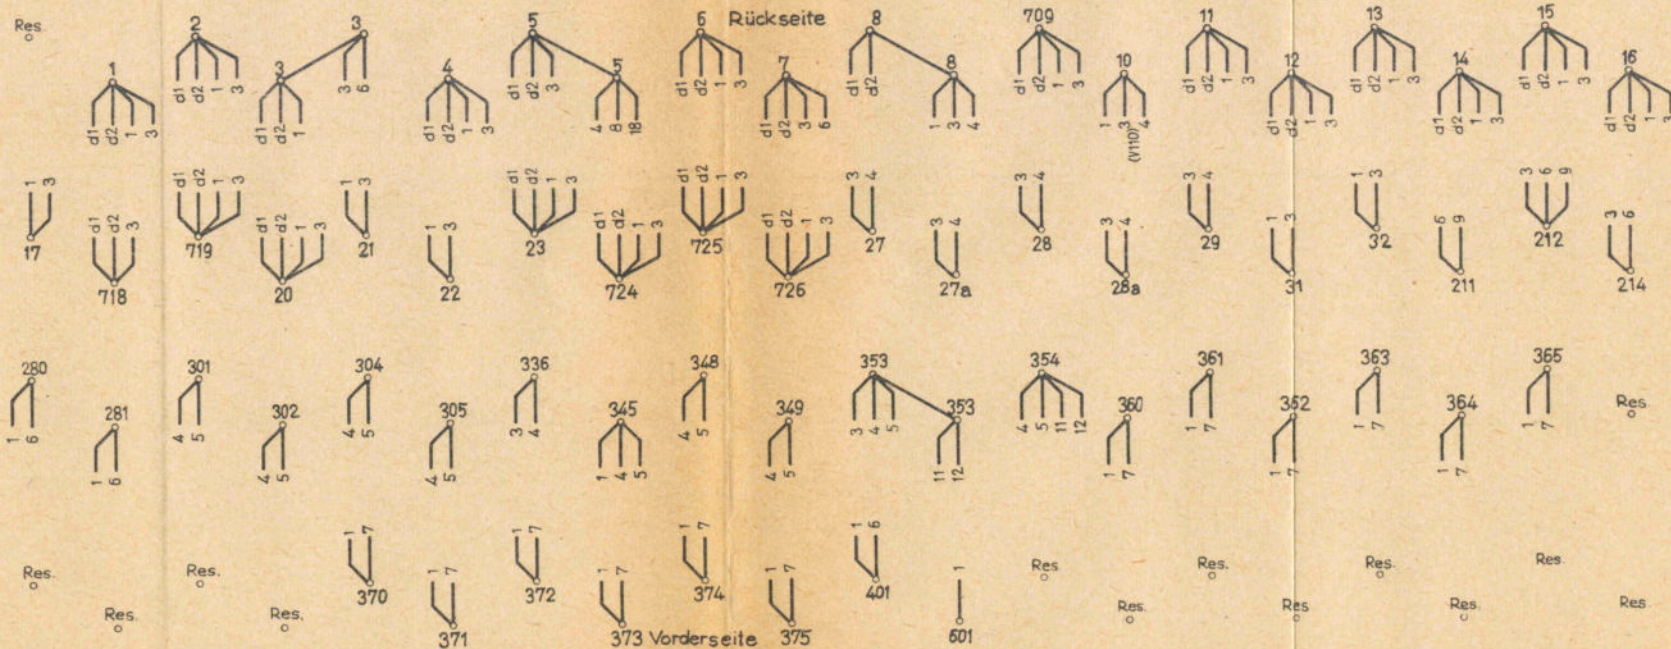 Res. 2 3 5 6 Rückseite 8 709 11 13 15
1 3 4 5 7 8 10 12 14 16
d1 d2 1 3 3 6 d1 d2 3 d1 d2 1 3 d1 d2 d1 d2 1 3 d1 d2 1 3 d1 d2 1 3 d1 d2 1 3
d1 d2 1 3 d1 d2 1 d1 d2 1 3 4 8 18 d1 d2 3 6 1 3 4 1 3 4 d1 d2 1 3 d1 d2 1 3 d1 d2 1 3
(V110)
1 3 d1 d2 1 3 1 3 d1 d2 1 3 d1 d2 1 3 3 4 3 4 3 4 1 3 3 6 9
d1 d2 3 d1 d2 1 3 1 3 d1 d2 1 3 d1 d2 1 3 3 4 3 4 1 3 6 9 3 6
17 719 21 23 725 27 28 29 32 212
718 20 22 724 726 27a 28a 31 211 214
280 301 304 336 348 353 354 361 363 365
281 302 305 345 349 353 360 362 364 Res.
1 6 4 5 4 5 3 4 4 5 3 4 5 4 5 11 12 1 7 1 7 1 7
1 6 4 5 4 5 1 4 5 4 5 11 12 1 7 1 7 1 7
1 7 1 7 1 7 1 6
1 7 1 7 1 7 1
Res. Res. 370 372 374 401 Res. Res. Res. Res.
Res. Res. 371 373 Vorderseite 375 601 Res. Res. Res. Res.